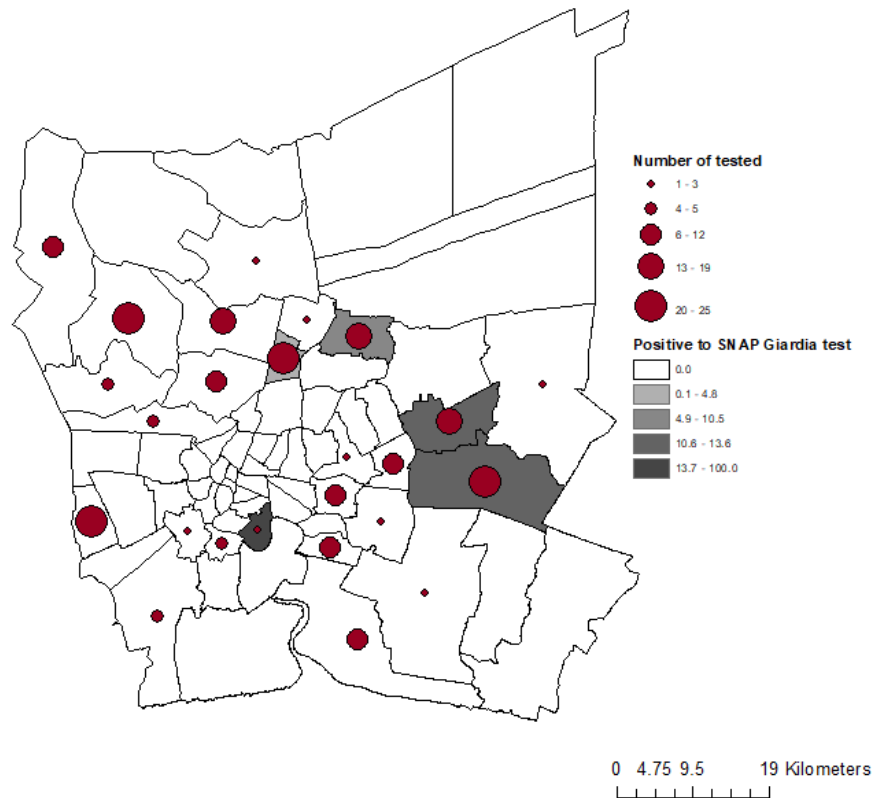 Number of tested
1 - 3
4 - 5
6 - 12
13 - 19
20 - 25
Positive to SNAP Giardia test
0.0
0.1 - 4.8
4.9 - 10.5
10.6 - 13.6
13.7 - 100.0
0 4.75 9.5 19 Kilometers